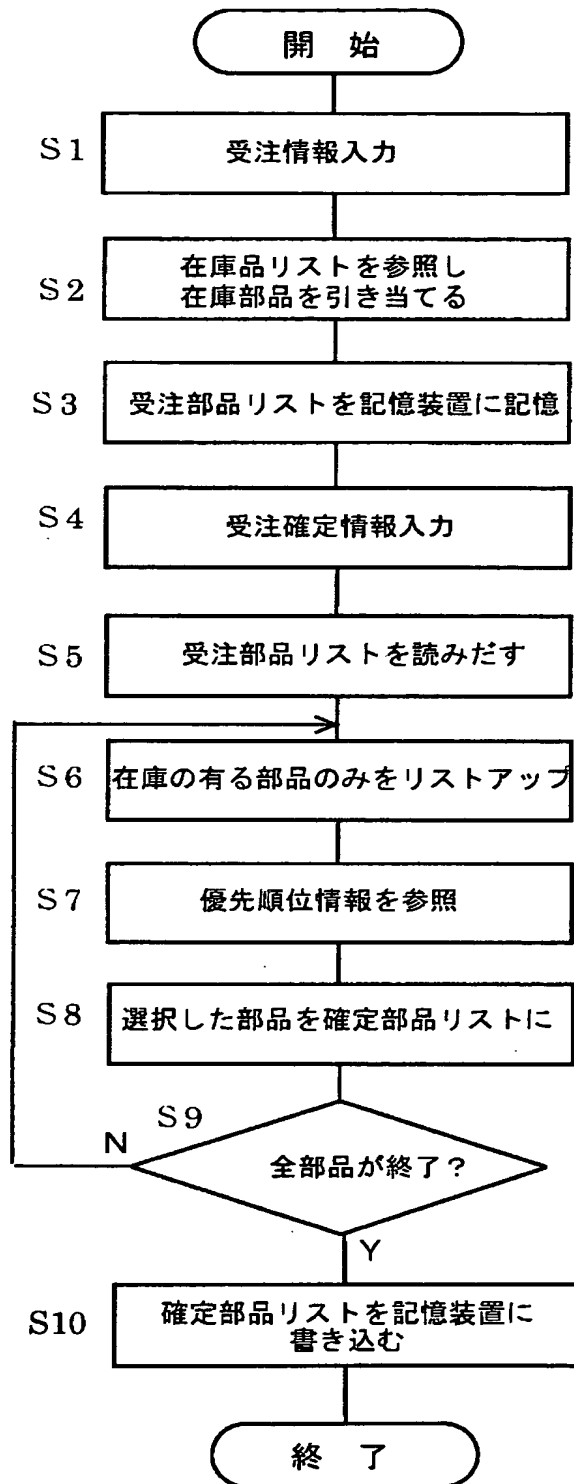 開 始
S1 受注情報入力
S2 在庫品リストを参照し
在庫部品を引き当てる
S3 受注部品リストを記憶装置に記憶
S4 受注確定情報入力
S5 受注部品リストを読みだす
S6 在庫の有る部品のみをリストアップ
S7 優先順位情報を参照
S8 選択した部品を確定部品リストに
S9
N 全部品が終了?
Y
S10 確定部品リストを記憶装置に
書き込む
終 了